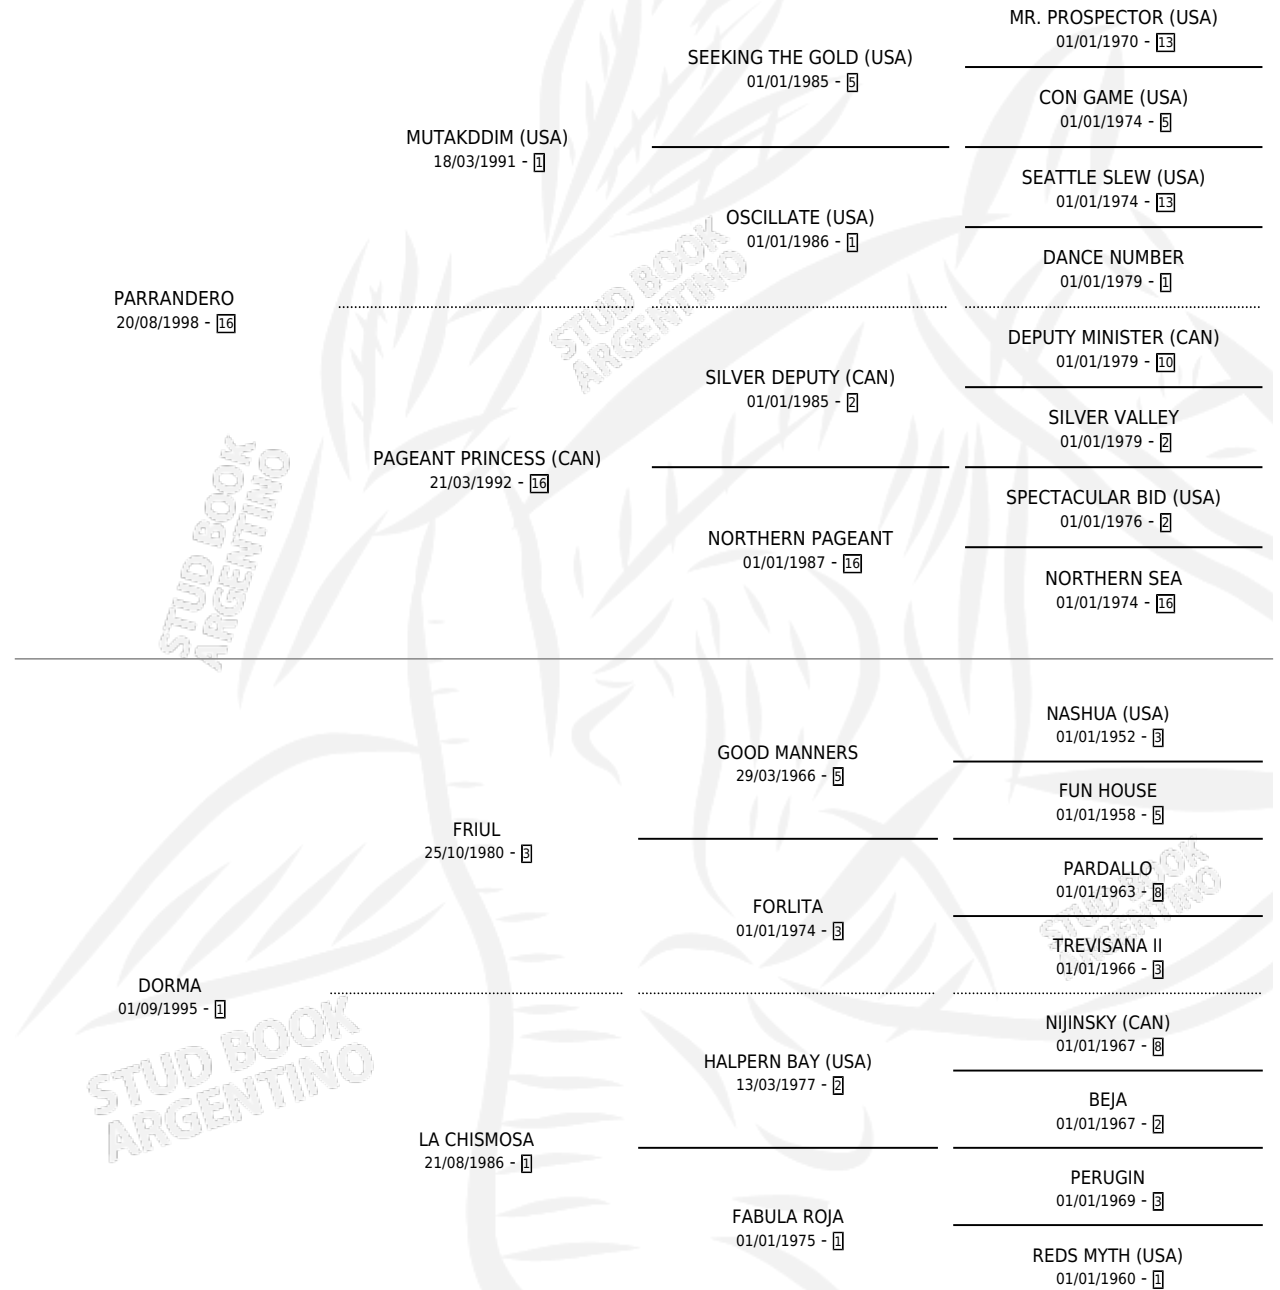 MR. PROSPECTOR (USA)
01/01/1970 - 13
SEEKING THE GOLD (USA)
01/01/1985 - 5
CON GAME (USA)
01/01/1974 - 5
MUTAKDDIM (USA)
18/03/1991 - 1
SEATTLE SLEW (USA)
01/01/1974 - 13
OSCILLATE (USA)
01/01/1986 - 1
DANCE NUMBER
01/01/1979 - 1
PARRANDERO
20/08/1998 - 16
STUD BOOK
ARGENTINO
DEPUTY MINISTER (CAN)
01/01/1979 - 10
SILVER DEPUTY (CAN)
01/01/1985 - 2
SILVER VALLEY
01/01/1979 - 2
PAGEANT PRINCESS (CAN)
21/03/1992 - 16
SPECTACULAR BID (USA)
01/01/1976 - 2
NORTHERN PAGEANT
01/01/1987 - 16
NORTHERN SEA
01/01/1974 - 16
STUD BOOK
ARGENTINO
NASHUA (USA)
01/01/1952 - 3
GOOD MANNERS
29/03/1966 - 5
FUN HOUSE
01/01/1958 - 5
FRIUL
25/10/1980 - 3
PARDALLO
01/01/1963 - 8
FORLITA
01/01/1974 - 3
TREVISANA II
01/01/1966 - 3
STUD BOOK
ARGENTINO
DORMA
01/09/1995 - 1
NIJINSKY (CAN)
01/01/1967 - 8
HALPERN BAY (USA)
13/03/1977 - 2
BEJA
01/01/1967 - 2
STUD BOOK
ARGENTINO
LA CHISMOSA
21/08/1986 - 1
PERUGIN
01/01/1969 - 3
FABULA ROJA
01/01/1975 - 1
REDS MYTH (USA)
01/01/1960 - 1